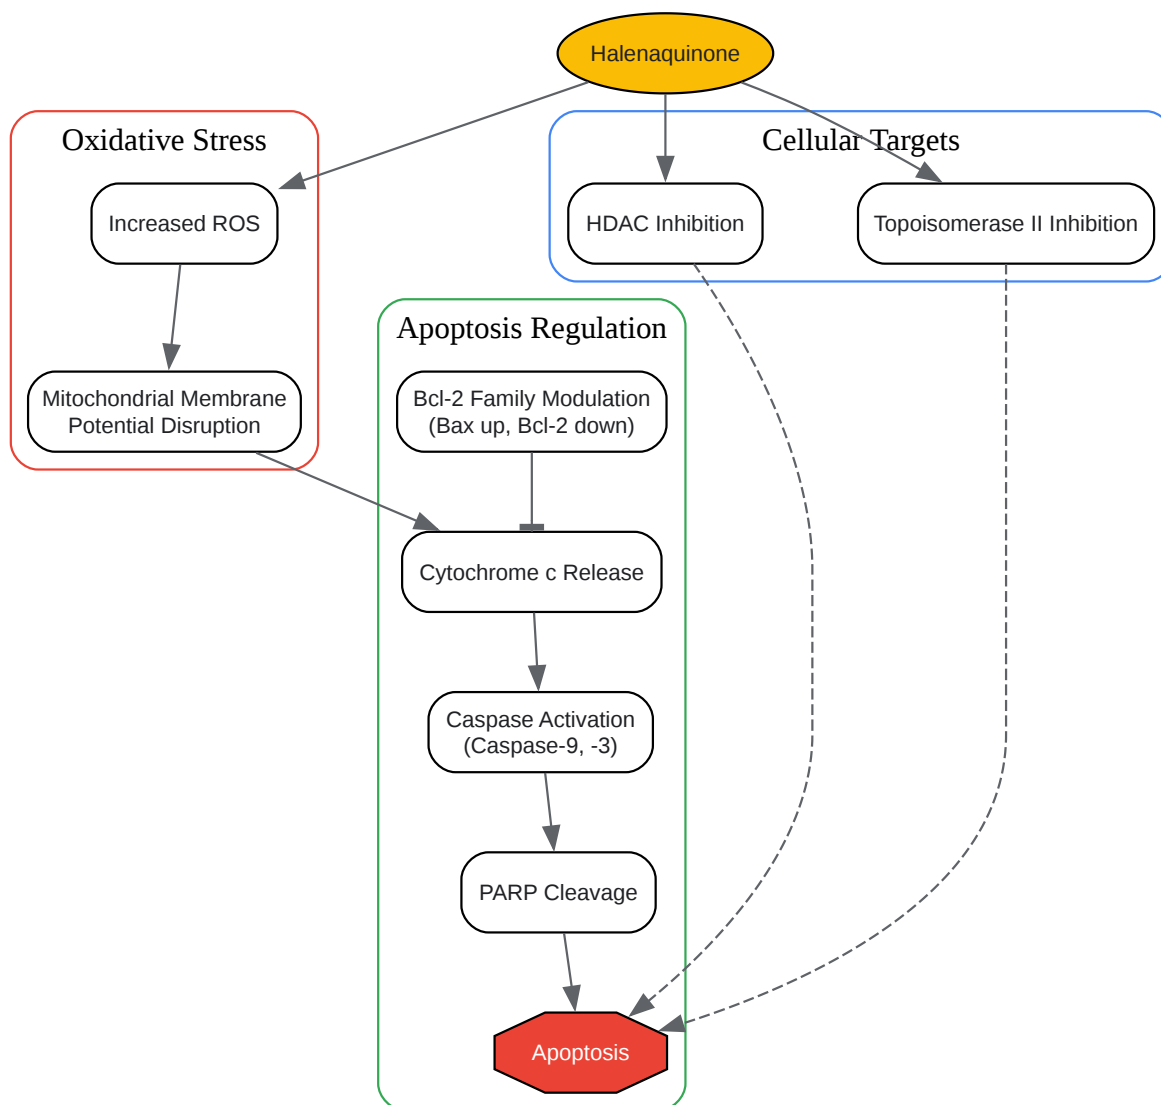 Halenaquinone
Oxidative Stress
Cellular Targets
Increased ROS
HDAC Inhibition
Topoisomerase II Inhibition
Apoptosis Regulation
Mitochondrial Membrane
Potential Disruption
Bcl-2 Family Modulation
(Bax up, Bcl-2 down)
Cytochrome c Release
Caspase Activation
(Caspase-9, -3)
PARP Cleavage
Apoptosis